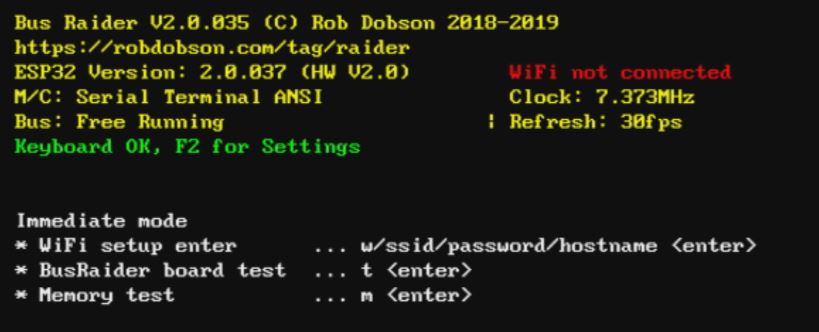 Bus Raider V2.0.035 (C) Rob Dobson 2018-2019
https://robdobson.com/tag/raider
ESP32 Version: 2.0.037 (HW V2.0) WiFi not connected
M/C: Serial Terminal ANSI Clock: 7.373MHz
Bus: Free Running | Refresh: 30fps
Keyboard OK, F2 for Settings
Immediate mode
* WiFi setup enter ... w/ssid/password/hostname <enter>
* BusRaider board test ... t <enter>
* Memory test ... m <enter>